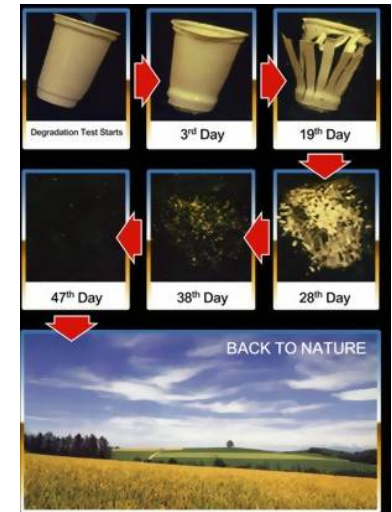 Degradation Test Starts
3rd Day
19th Day
28th Day
38th Day
47th Day
BACK TO NATURE